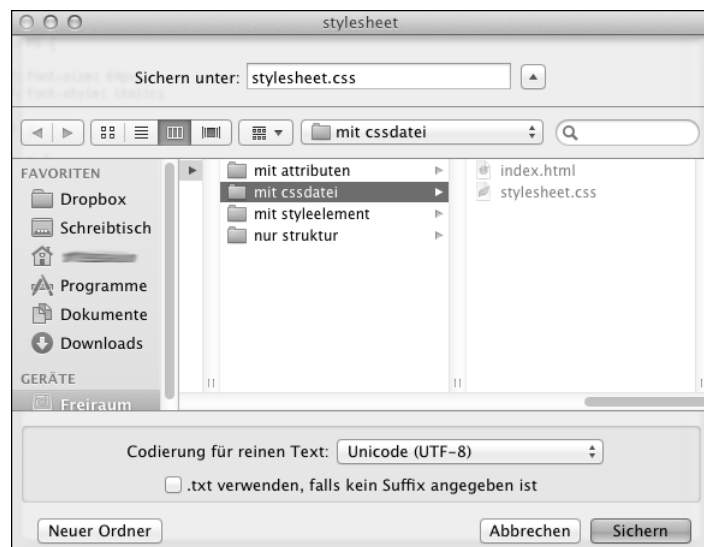 stylesheet
Sichern unter: stylesheet.css
mit cssdatei
FAVORITEN
Dropbox
Schreibtisch
Programme
Dokumente
Downloads
GERÄTE
Freiraum
mit attributen
mit cssdatei
mit styleelement
nur struktur
index.html
stylesheet.css
Codierung für reinen Text: Unicode (UTF-8)
.txt verwenden, falls kein Suffix angegeben ist
Neuer Ordner
Abbrechen
Sichern